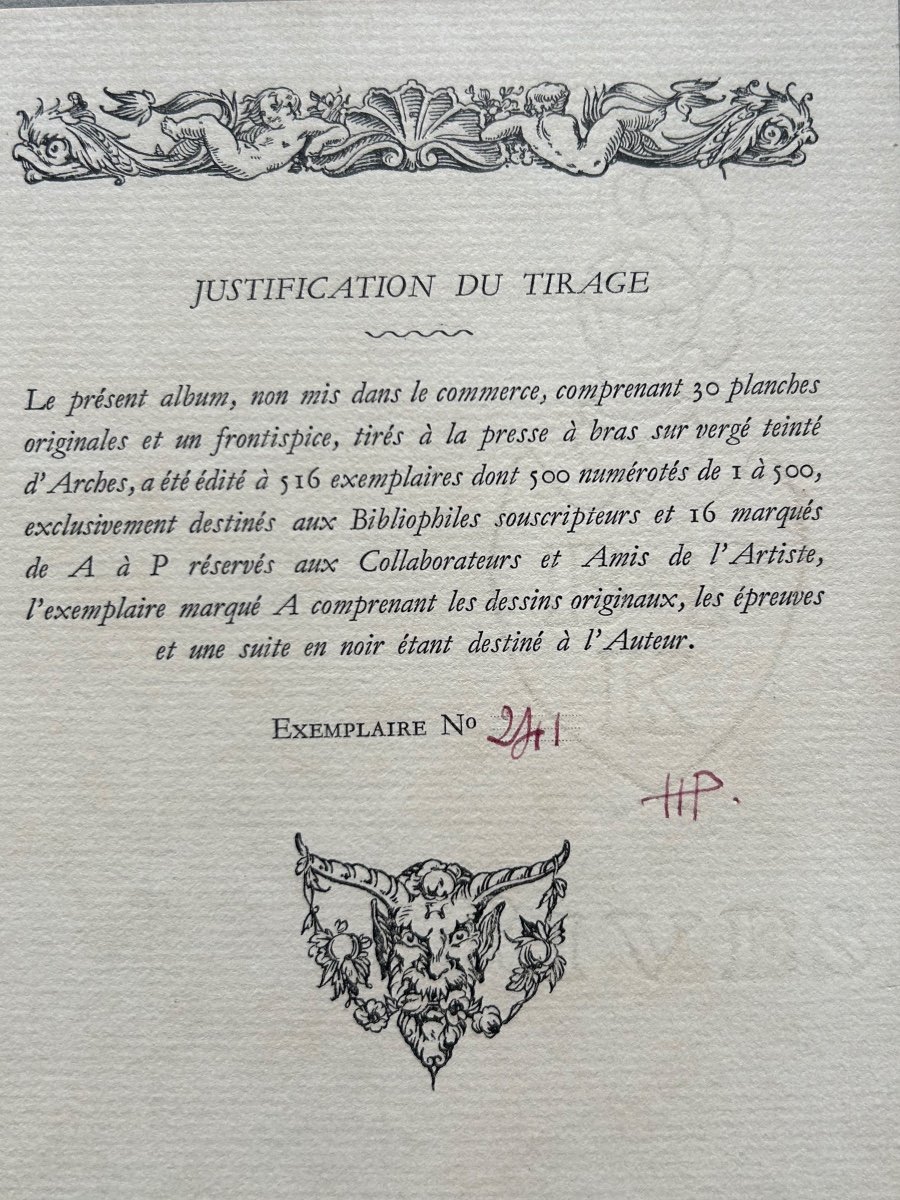 JUSTIFICATION DU TIRAGE
Le présent album, non mis dans le commerce, comprenant 30 planches
originales et un frontispice, tirés à la presse à bras sur vergé teinté
d'Arches, a été édité à 516 exemplaires dont 500 numérotés de 1 à 500,
exclusivement destinés aux Bibliophiles souscripteurs et 16 marqués
de A à P réservés aux Collaborateurs et Amis de l'Artiste,
l'exemplaire marqué A comprenant les dessins originaux, les épreuves
et une suite en noir étant destiné à l'Auteur.
EXEMPLAIRE No 241
HP.